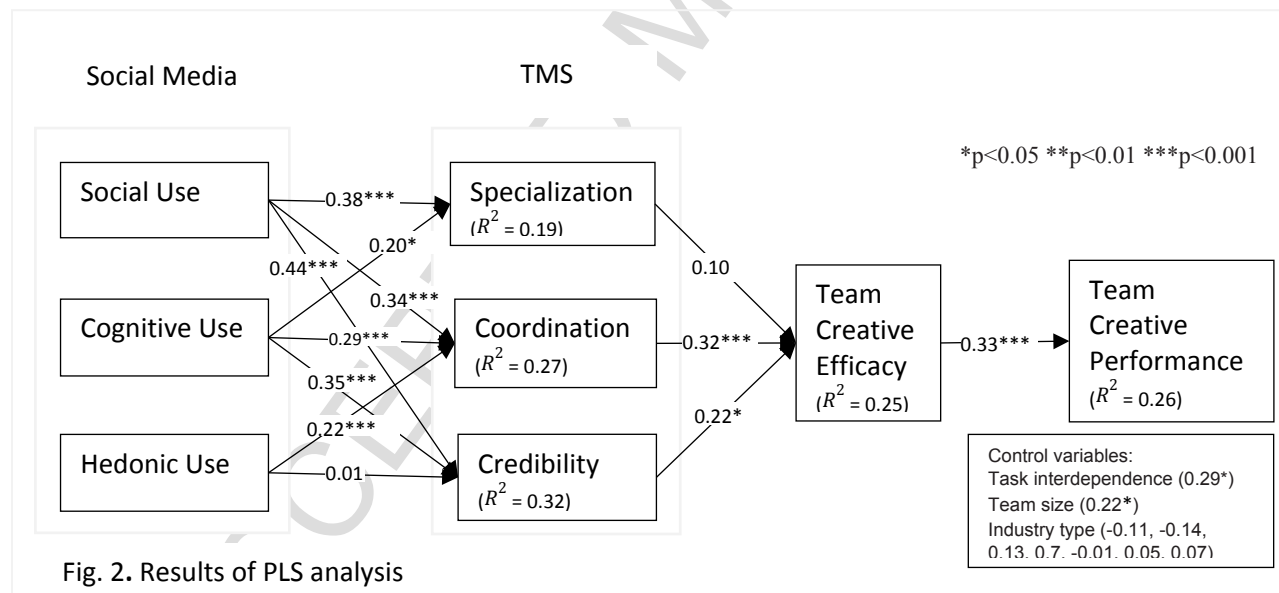 Social Media
TMS
*p<0.05 **p<0.01 ***p<0.001
Social Use
Cognitive Use
Hedonic Use
0.38***
0.20*
0.44***
0.34***
0.29***
0.35***
0.22***
0.01
Specialization
(R² = 0.19)
Coordination
(R² = 0.27)
Credibility
(R² = 0.32)
0.10
0.32***
0.22*
Team
Creative
Efficacy
(R² = 0.25)
0.33***
Team
Creative
Performance
(R² = 0.26)
Control variables:
Task interdependence (0.29*)
Team size (0.22*)
Industry type (-0.11, -0.14,
0.13, 0.7, -0.01, 0.05, 0.07)
Fig. 2. Results of PLS analysis